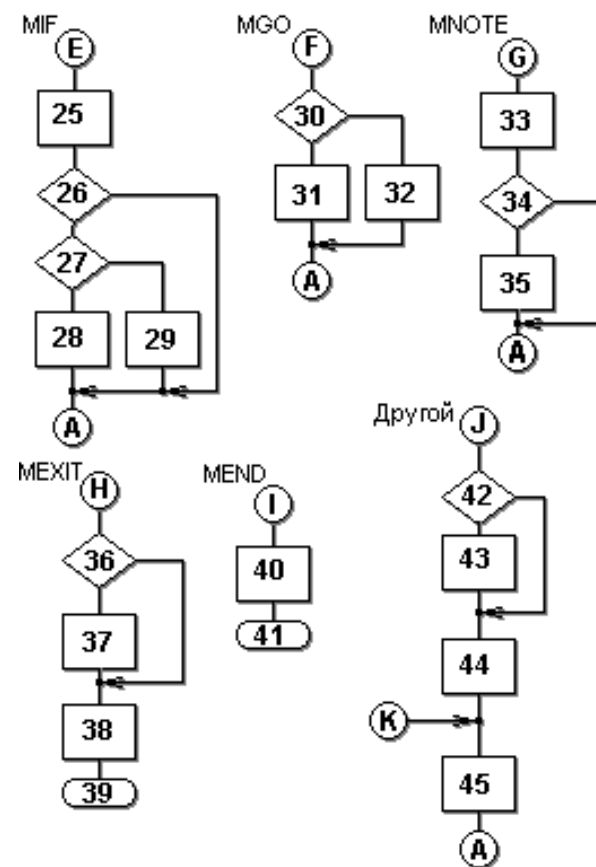 MIF
E
25
26
27
28
29
A
MGO
F
30
31
32
A
MNOTE
G
33
34
35
A
MEXIT
H
36
37
38
39
MEND
I
40
41
Другой
J
42
43
44
K
45
A